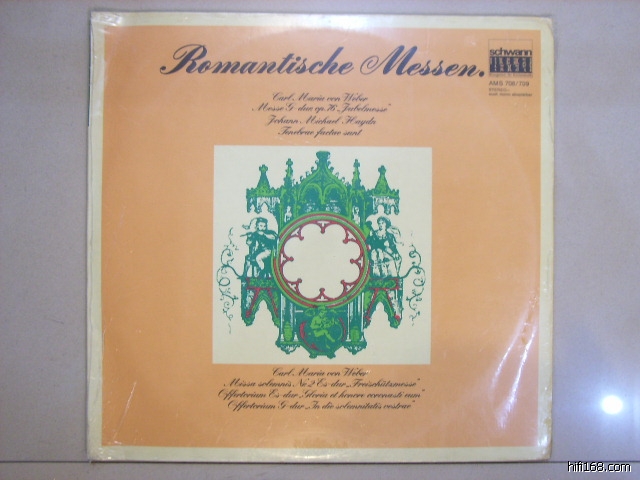 Romantische Messen.
schwann
AMS 708/709
Carl Maria von Weber
Messe G-dur op. 76 „Jubelmesse"
Johann Michael Haydn
Tenebrae factae sunt
Carl Maria von Weber
Missa solemnis Nr. 2 Es-dur „Freischützmesse"
Offertorium Es-dur „Gloria et honore coronasti eum"
Offertorium G-dur „In die solemnitatis vestrae"
hifi168.com